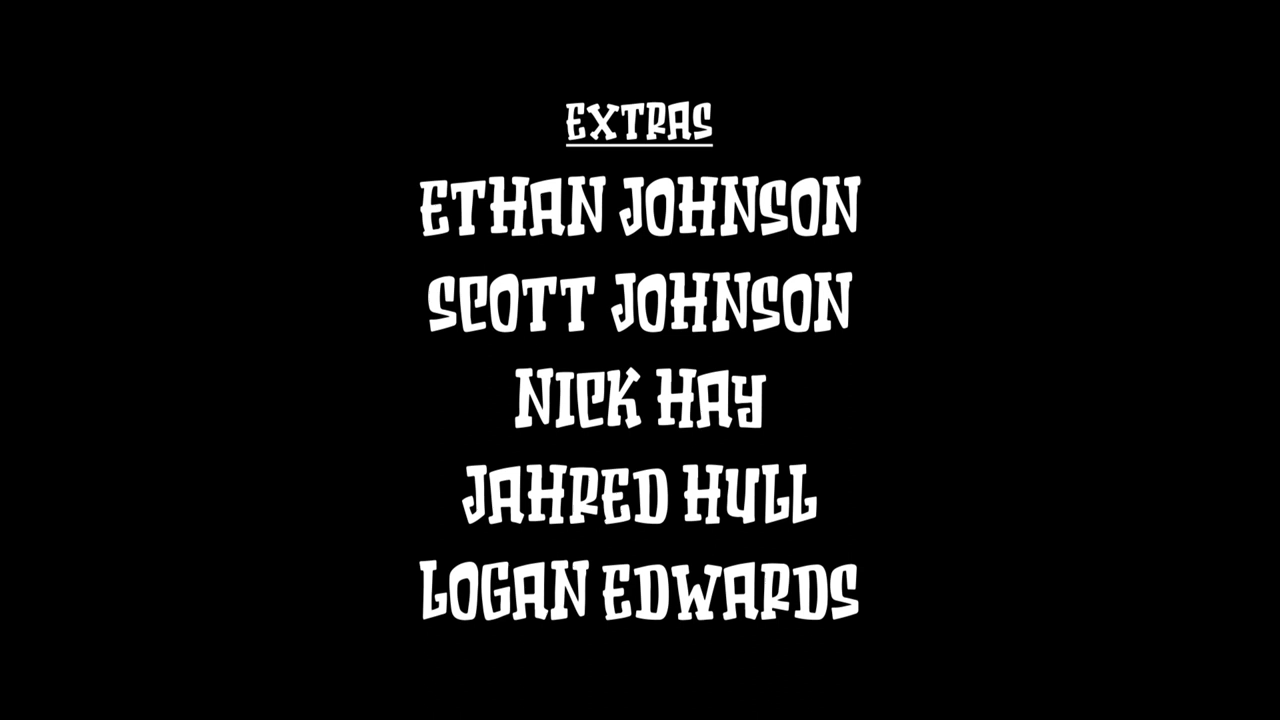 EXTRAS
ETHAN JOHNSON
SCOTT JOHNSON
NICK HAY
JAHRED HULL
LOGAN EDWARDS